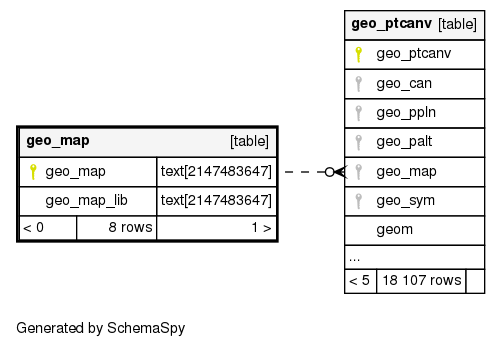 geo_ptcanv [table]
geo_ptcanv
geo_can
geo_ppln
geo_palt
geo_map
geo_sym
geom
...
< 5 18 107 rows
geo_map [table]
geo_map text[2147483647]
geo_map_lib text[2147483647]
< 0 8 rows 1 >
Generated by SchemaSpy